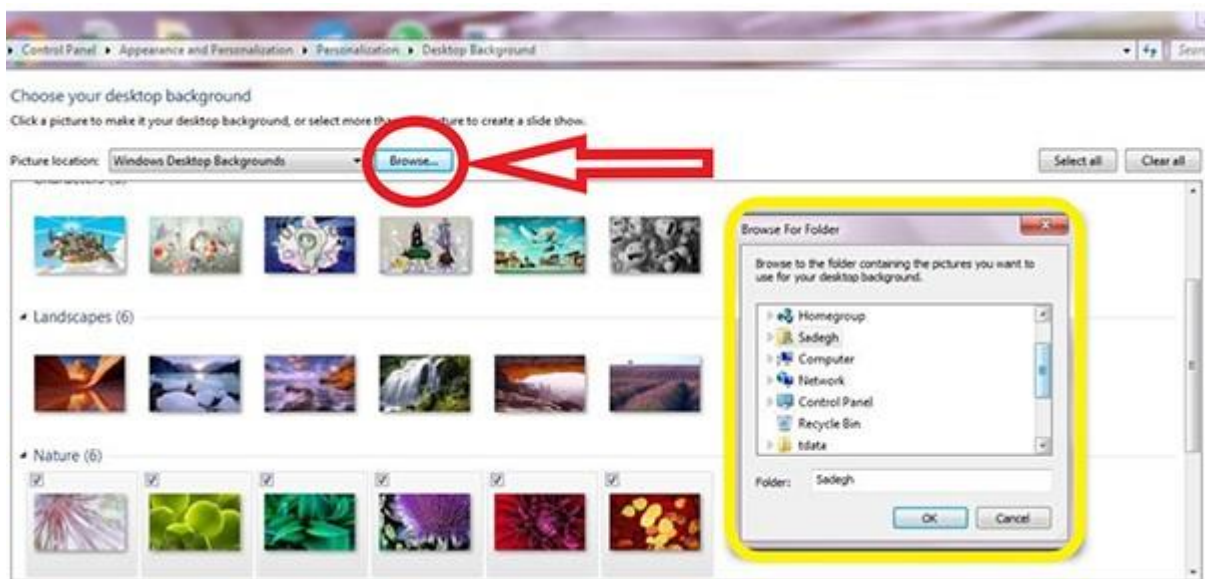 Control Panel ▸ Appearance and Personalization ▸ Personalization ▸ Desktop Background
Choose your desktop background
Click a picture to make it your desktop background, or select more picture to create a slide show.
Picture location: Windows Desktop Backgrounds Browse... Select all Clear all
Browse For Folder
Browse to the folder containing the pictures you want to
use for your desktop background.
Homegroup
Sadegh
Computer
Network
Control Panel
Recycle Bin
tdata
Folder: Sadegh
OK Cancel
Landscapes (6)
Nature (6)